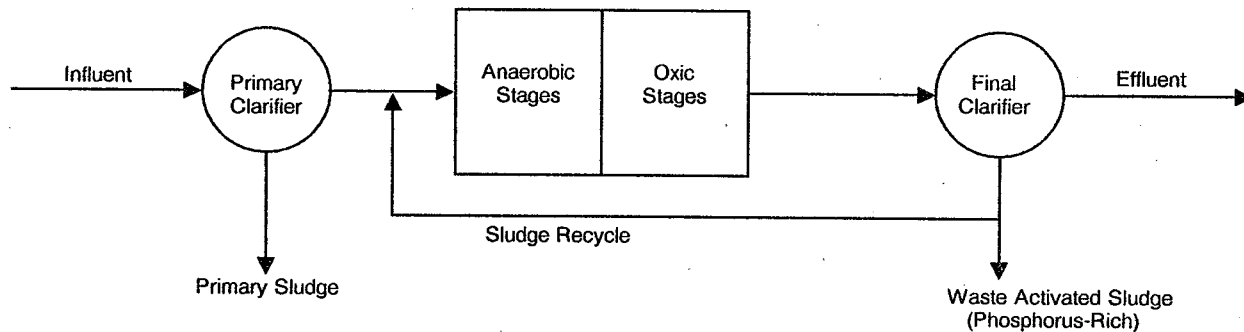 Influent
Primary
Clarifier
Anaerobic
Stages
Oxic
Stages
Final
Clarifier
Effluent
Sludge Recycle
Primary Sludge
Waste Activated Sludge
(Phosphorus-Rich)